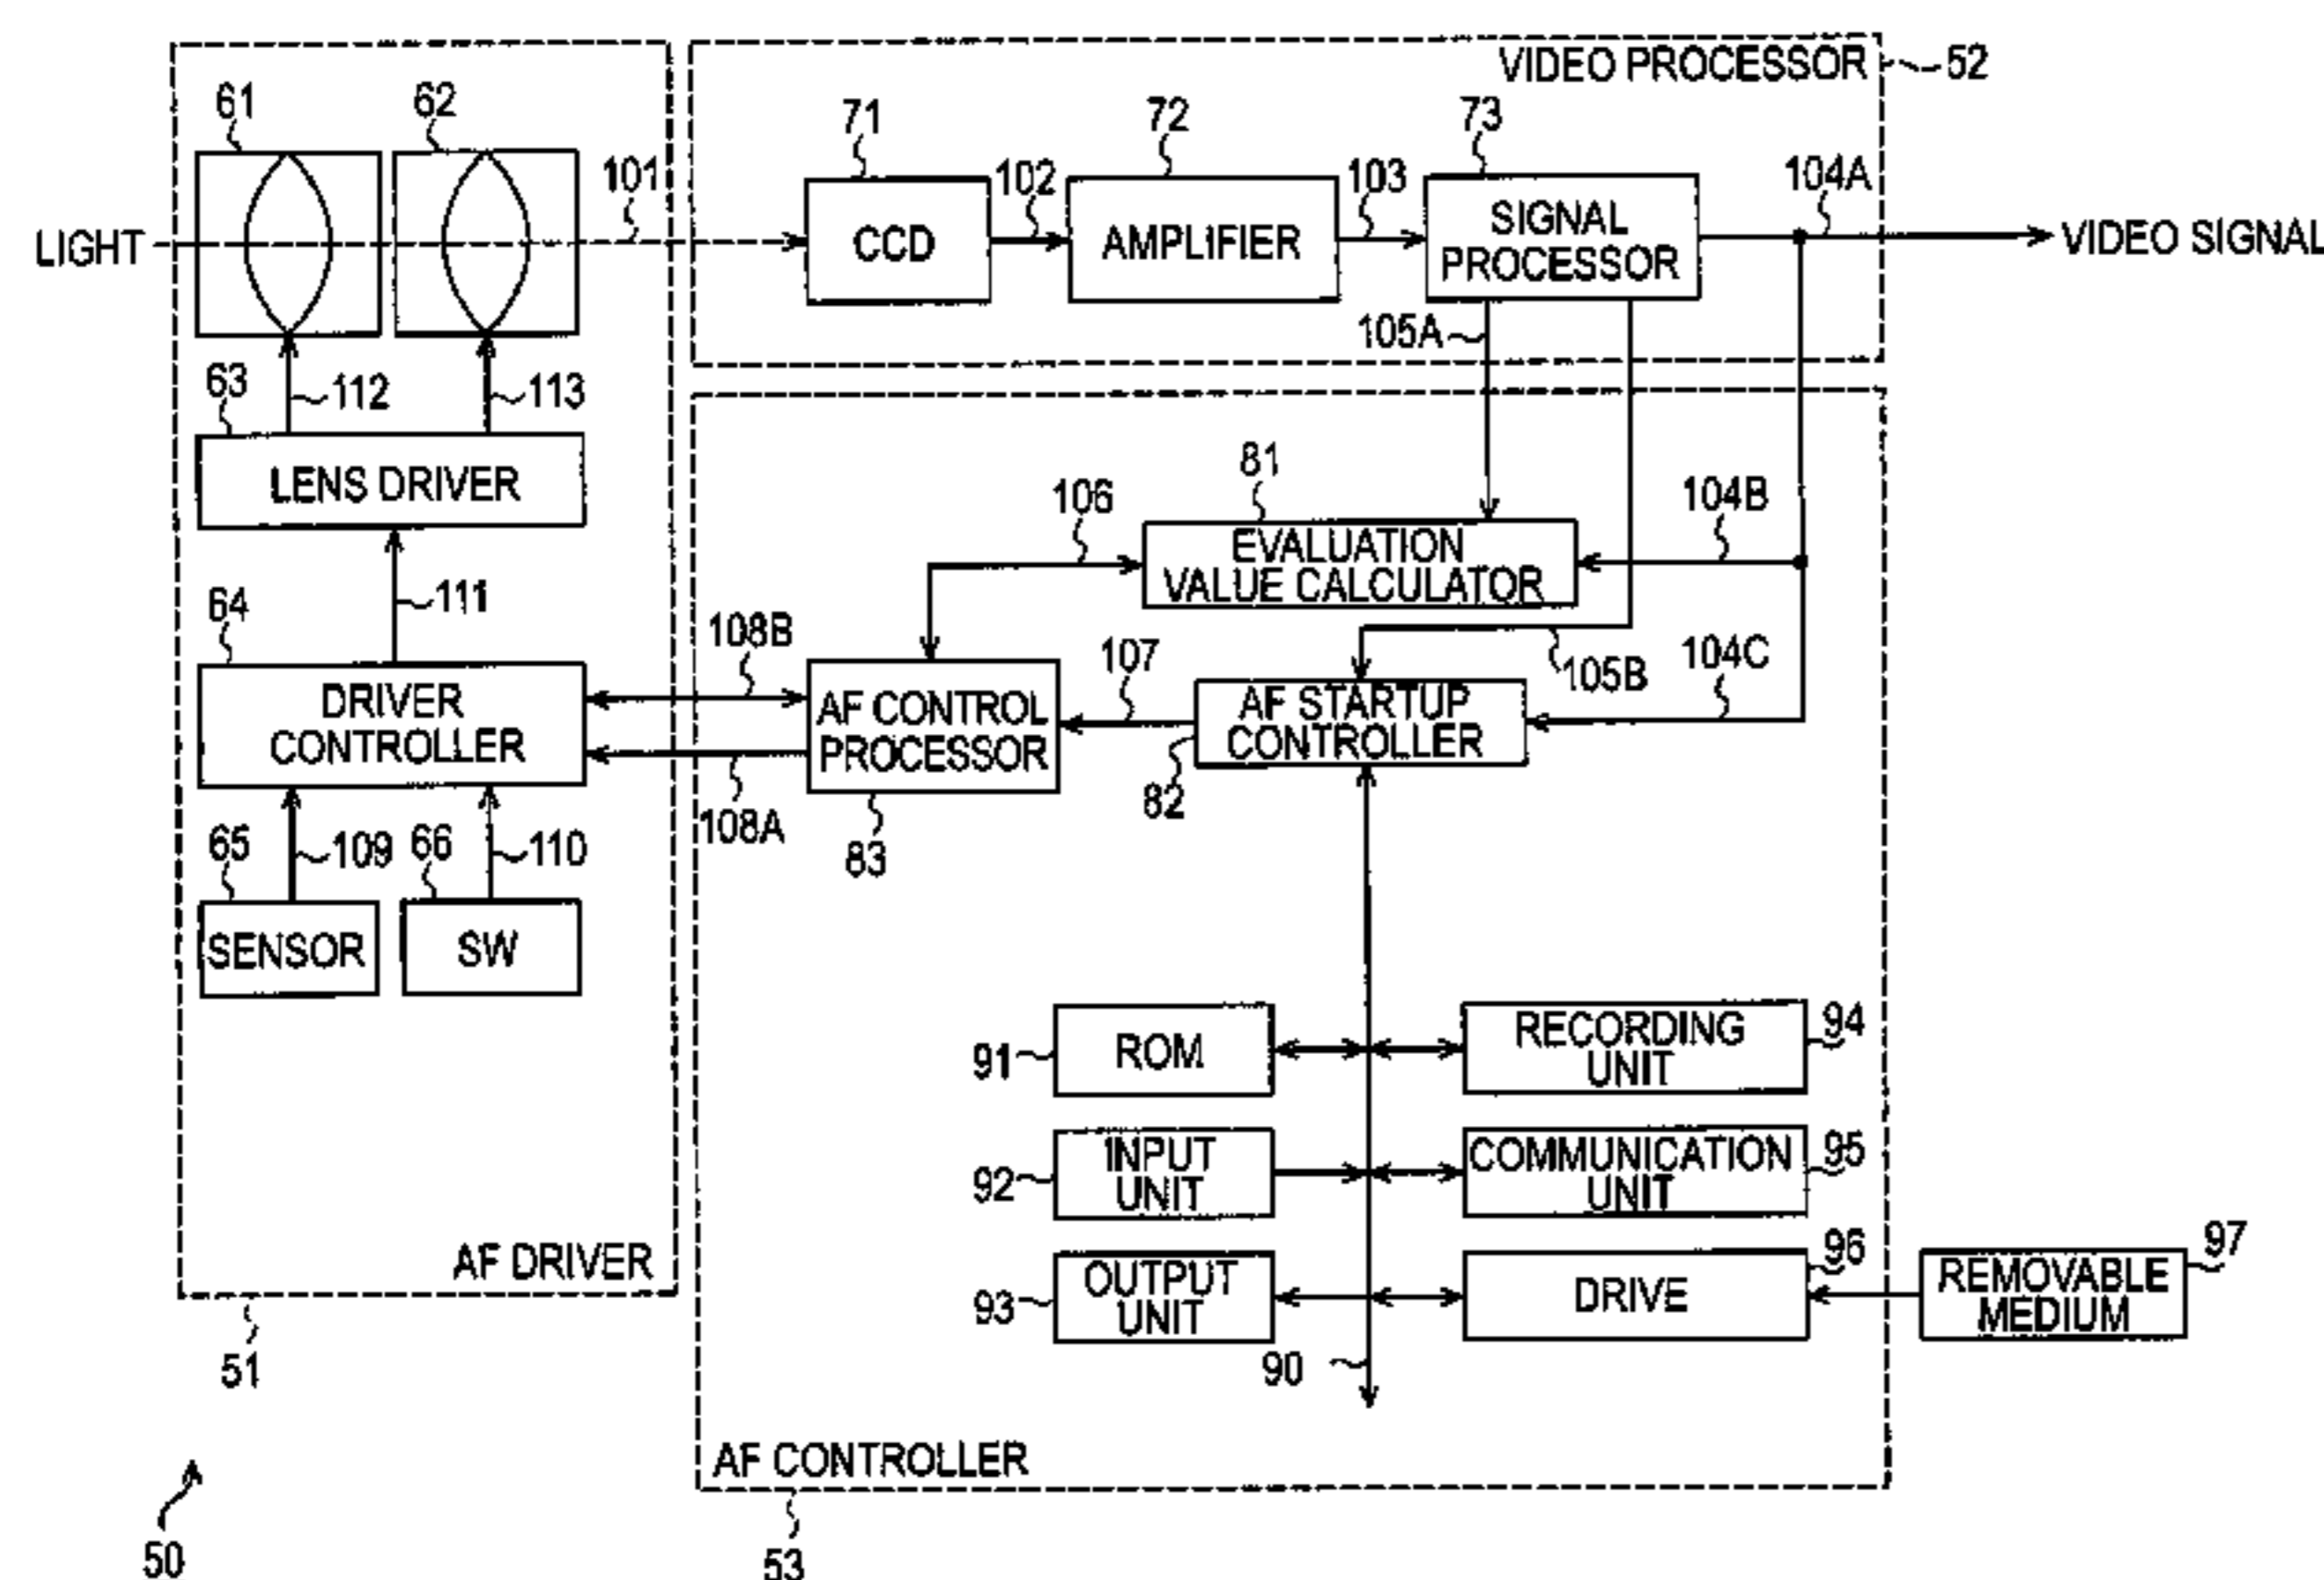 VIDEO PROCESSOR
52
61
62
71
72
73
101
102
103
104A
LIGHT
CCD
AMPLIFIER
SIGNAL
PROCESSOR
VIDEO SIGNAL
105A
63
112
113
LENS DRIVER
81
106
104B
EVALUATION
VALUE CALCULATOR
111
64
108B
107
105B
104C
DRIVER
CONTROLLER
AF CONTROL
PROCESSOR
AF STARTUP
CONTROLLER
82
108A
83
65
109
66
110
SENSOR
SW
91
ROM
RECORDING
UNIT
94
92
INPUT
UNIT
COMMUNICATION
UNIT
95
93
OUTPUT
UNIT
DRIVE
96
REMOVABLE
MEDIUM
97
AF DRIVER
51
90
AF CONTROLLER
50
53